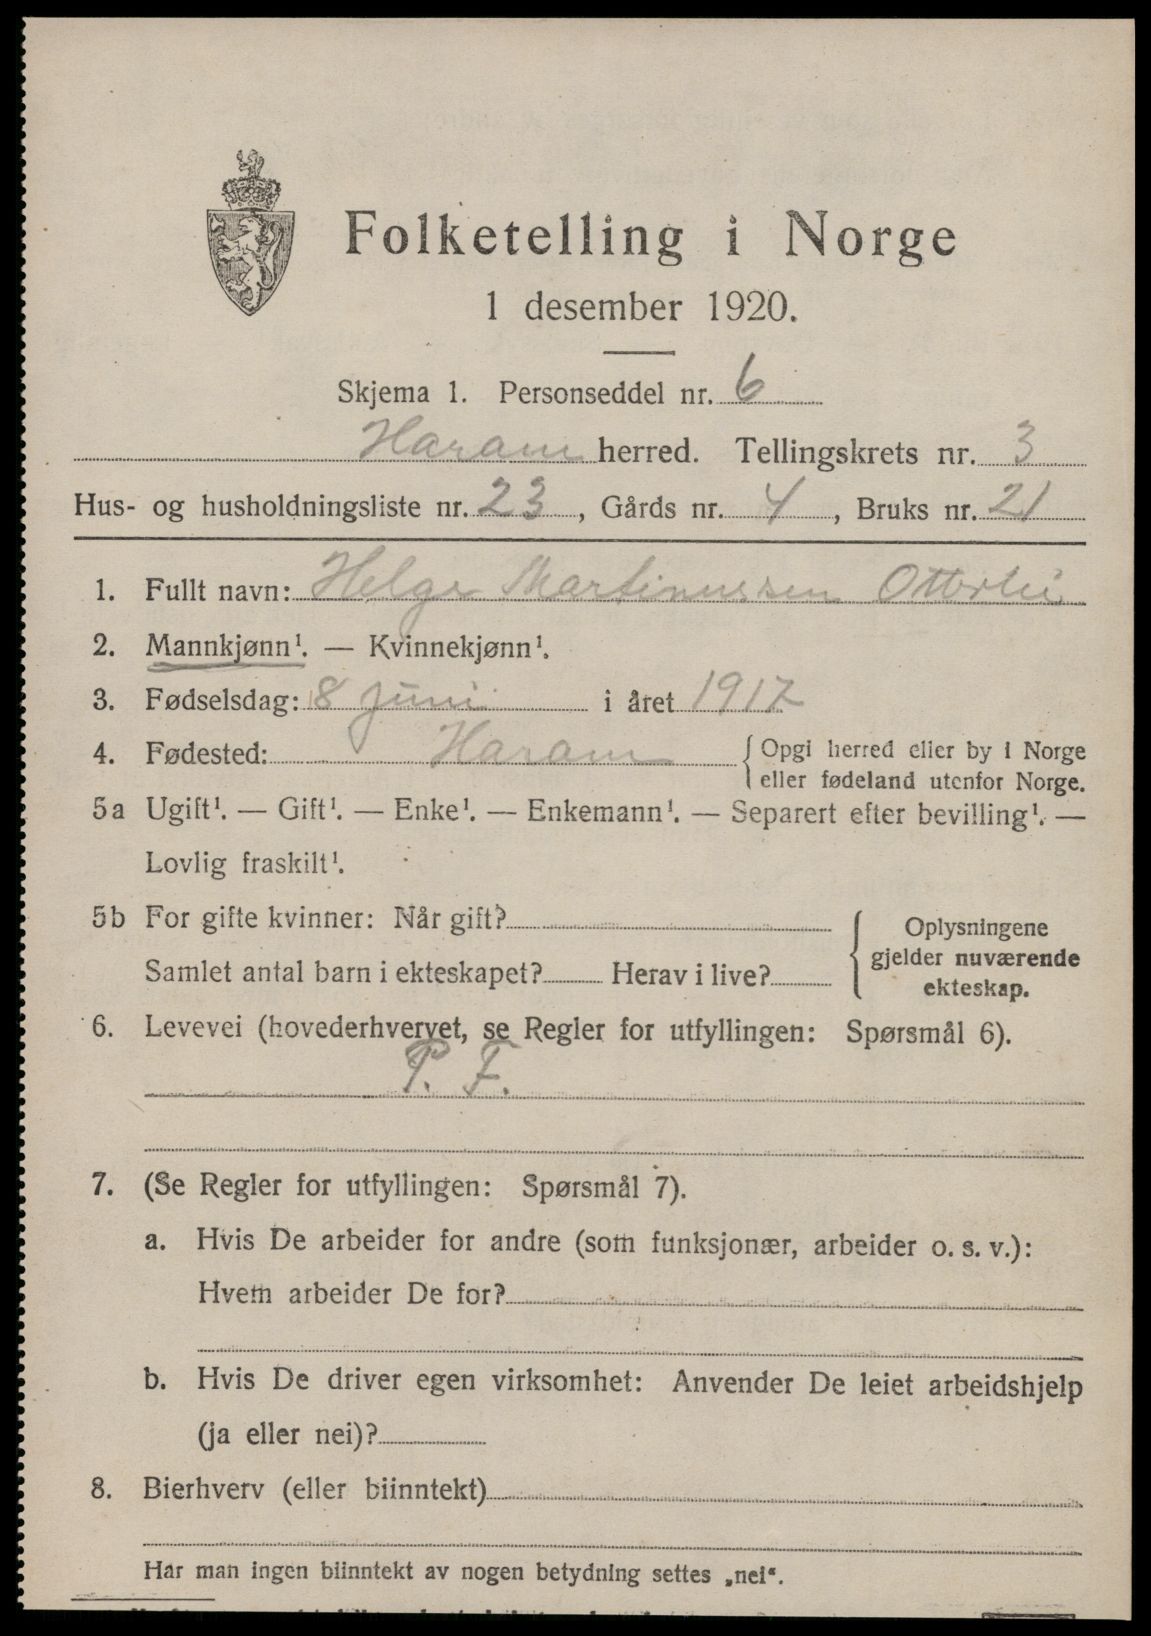 Folketelling i Norge
1 desember 1920.
Skjema 1. Personseddel nr. 6
Haram herred. Tellingskrets nr. 3
Hus- og husholdningsliste nr. 23, Gårds nr. 4, Bruks nr. 21
1. Fullt navn: Helge Martinussen Otterlei
2. Mannkjønn¹. — Kvinnekjønn¹.
3. Fødselsdag: 8 juni i året 1917
4. Fødested: Haram { Opgi herred eller by i Norge
eller fødeland utenfor Norge.
5a Ugift¹. — Gift¹. — Enke¹. — Enkemann¹. — Separert efter bevilling¹. —
Lovlig fraskilt¹.
5b For gifte kvinner: Når gift? { Oplysningene
gjelder nuværende
Samlet antal barn i ekteskapet? Herav i live?
ekteskap.
6. Levevei (hovederhvervet, se Regler for utfyllingen: Spørsmål 6).
P. F.
7. (Se Regler for utfyllingen: Spørsmål 7).
a. Hvis De arbeider for andre (som funksjonær, arbeider o. s. v.):
Hvem arbeider De for?
b. Hvis De driver egen virksomhet: Anvender De leiet arbeidshjelp
(ja eller nei)?
8. Bierhverv (eller biinntekt)
Har man ingen biinntekt av nogen betydning settes „nei“.